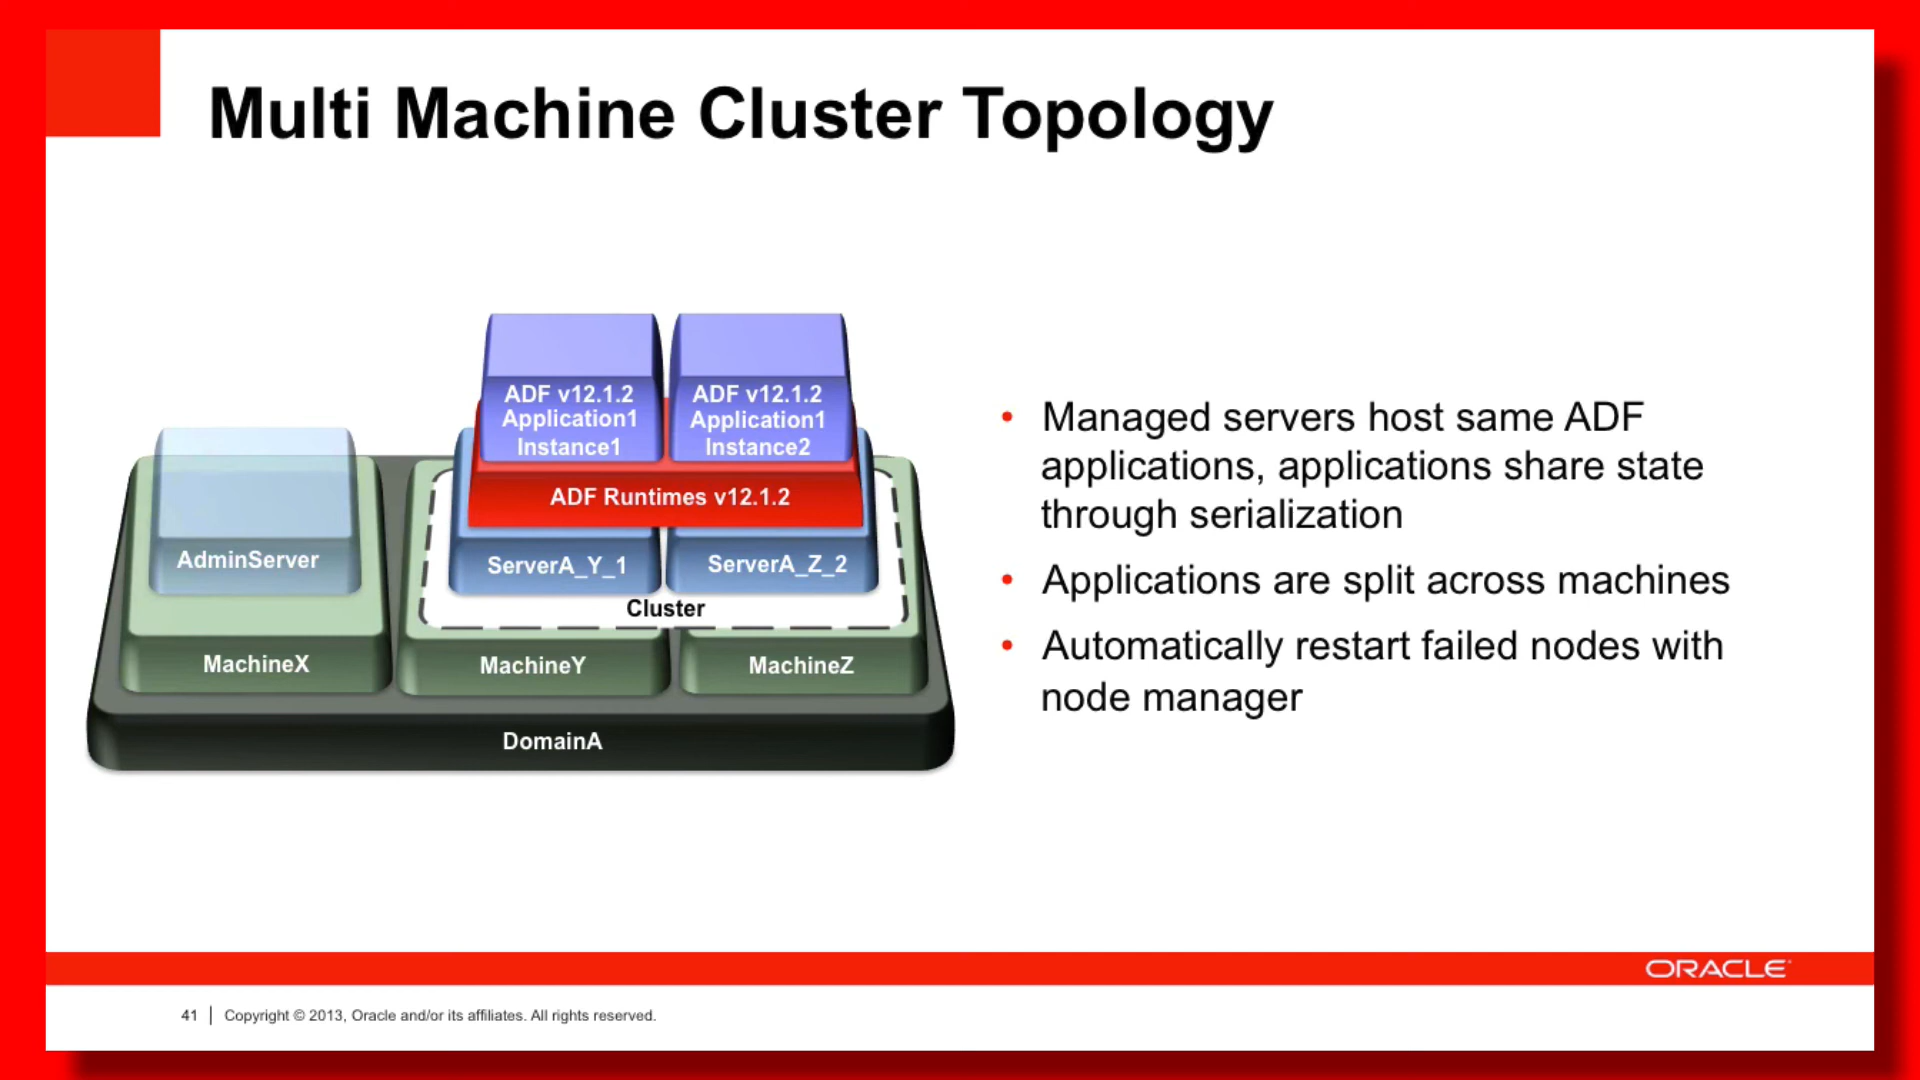 Multi Machine Cluster Topology
ADF v12.1.2
Application1
Instance1
ADF v12.1.2
Application1
Instance2
ADF Runtimes v12.1.2
AdminServer
ServerA_Y_1
ServerA_Z_2
Cluster
MachineX
MachineY
MachineZ
DomainA
• Managed servers host same ADF
applications, applications share state
through serialization
• Applications are split across machines
• Automatically restart failed nodes with
node manager
ORACLE
41 | Copyright © 2013, Oracle and/or its affiliates. All rights reserved.